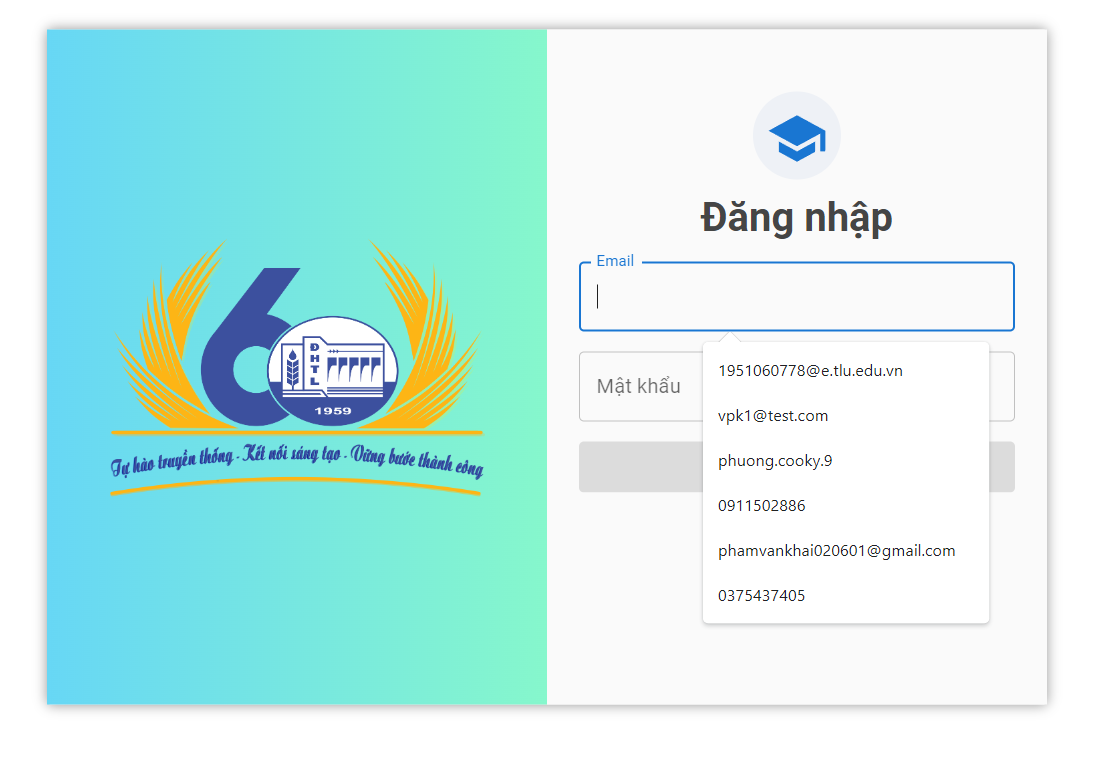 60
ĐHTL
1959
Tự hào truyền thống - Kết nối sáng tạo - Vững bước thành công
Đăng nhập
Email
Mật khẩu
1951060778@e.tlu.edu.vn
vpk1@test.com
phuong.cooky.9
0911502886
phamvankhai020601@gmail.com
0375437405